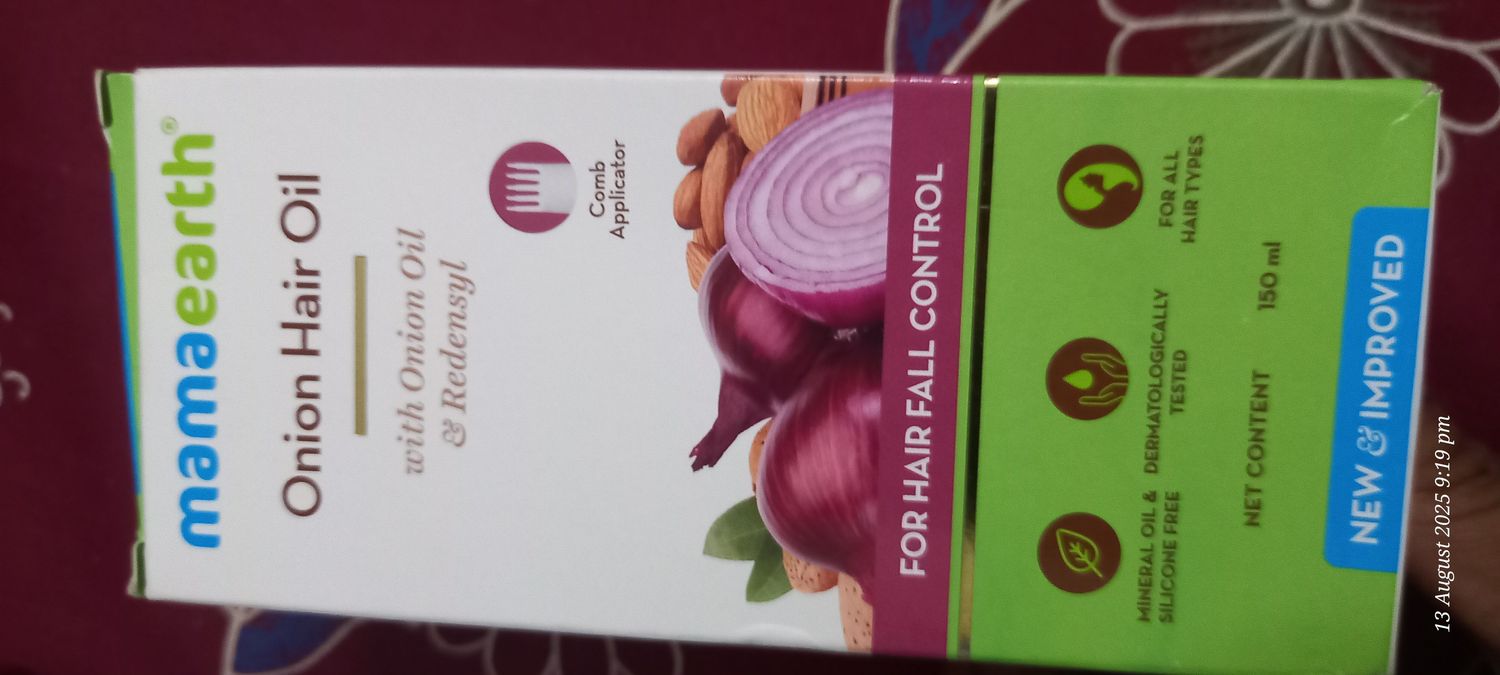 mamaearth®
Onion Hair Oil
with Onion Oil
& Redensyl
Comb
Applicator
FOR HAIR FALL CONTROL
MINERAL OIL &
SILICONE FREE
DERMATOLOGICALLY
TESTED
FOR ALL
HAIR TYPES
NET CONTENT 150 ml
NEW & IMPROVED
13 August 2025 9:19 pm